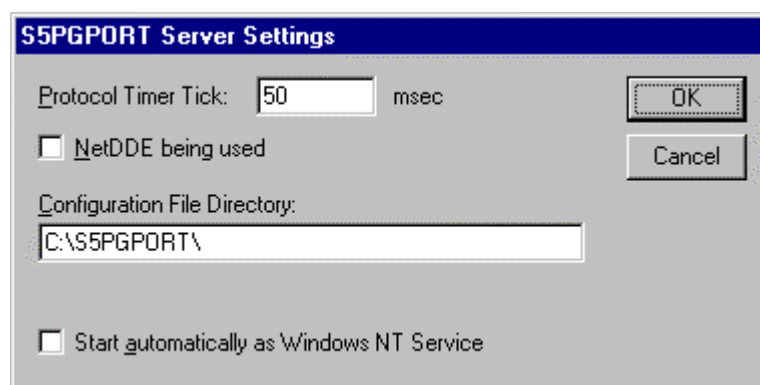 S5PGPORT Server Settings
Protocol Timer Tick: 50 msec
OK
NetDDE being used
Cancel
Configuration File Directory:
C:\S5PGPORT\
Start automatically as Windows NT Service